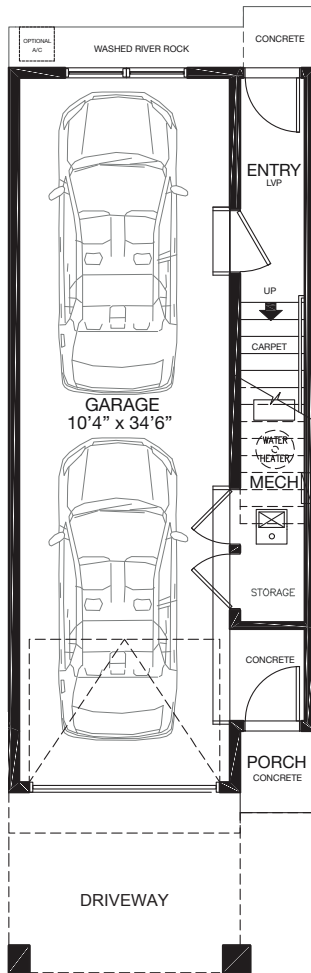 OPTIONAL
A/C
WASHED RIVER ROCK
CONCRETE
ENTRY
LVP
UP
CARPET
GARAGE
10'4” x 34'6”
WATER
HEATER
MECH
STORAGE
CONCRETE
PORCH
CONCRETE
DRIVEWAY